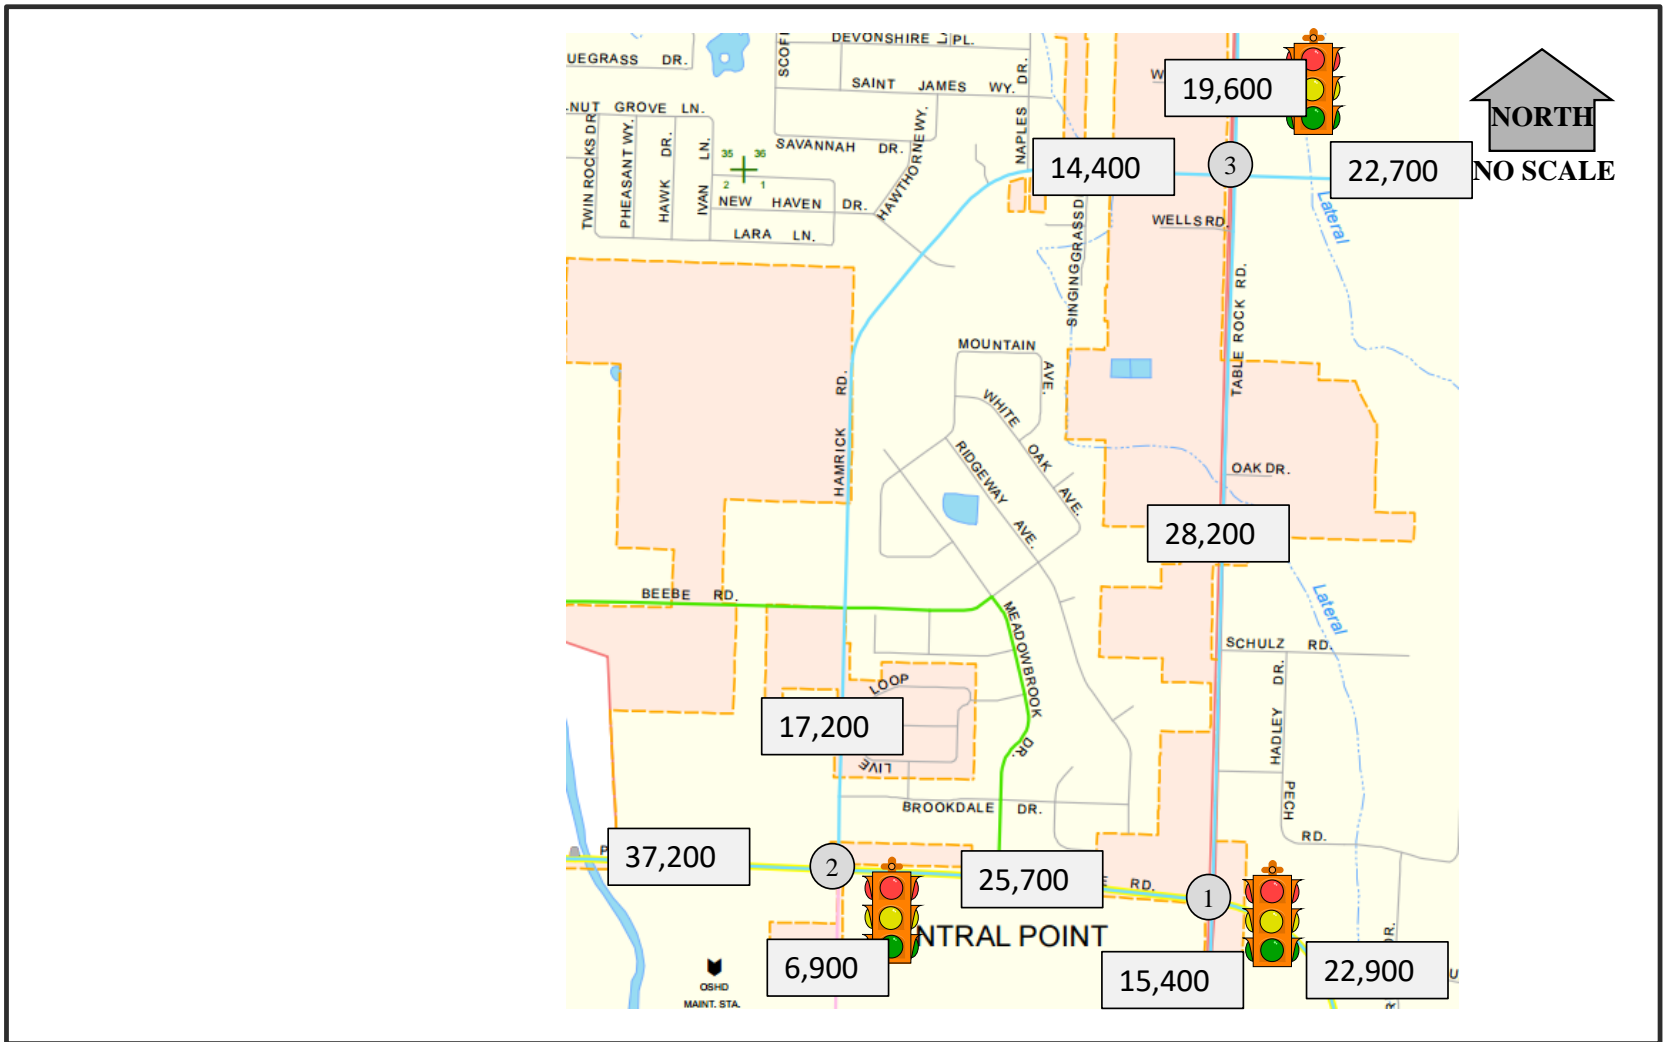 DEVONSHIRE PL.
UEGRASS DR.
SCOFI
SAINT JAMES WY.
NAPLES DR.
19,600
NORTH
NO SCALE
NUT GROVE LN.
TWIN ROCKS DR.
PHEASANT WY.
HAWK DR.
IVAN LN.
SAVANNAH DR.
HAWTHORNE WY.
35 36
2 1
NEW HAVEN DR.
LARA LN.
14,400
3
22,700
Lateral
WELLS RD.
SINGINGGRASS D
TABLE ROCK RD.
MOUNTAIN AVE.
HAMRICK RD.
WHITE OAK AVE.
RIDGEWAY AVE.
OAK DR.
28,200
BEEBE RD.
MEADOWBROOK DR.
Lateral
SCHULZ RD.
HADLEY DR.
LOOP
17,200
LIVE
BROOKDALE DR.
PECH RD.
P
37,200
2
25,700
E RD.
1
NTRAL POINT
6,900
15,400
22,900
DR.
OSHD
MAINT. STA.